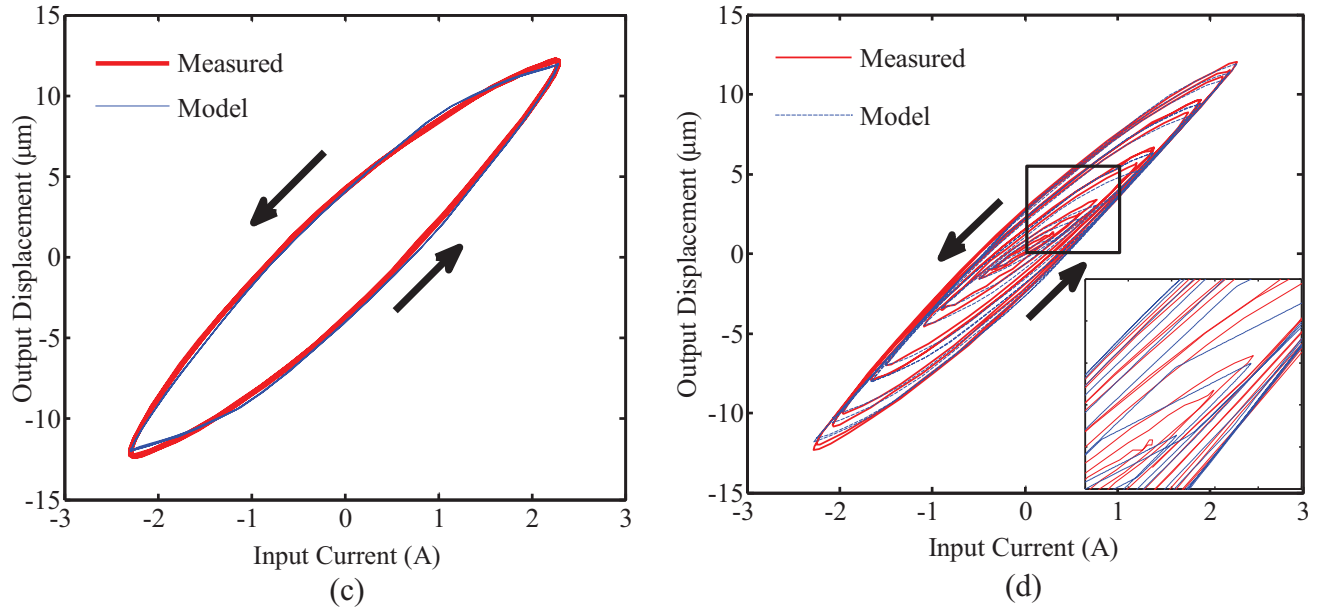 15
10
5
0
-5
-10
-15
-3
-2
-1
0
1
2
3
Output Displacement (μm)
Input Current (A)
Measured
Model
(c)
15
10
5
0
-5
-10
-15
-3
-2
-1
0
1
2
3
Output Displacement (μm)
Input Current (A)
Measured
Model
(d)